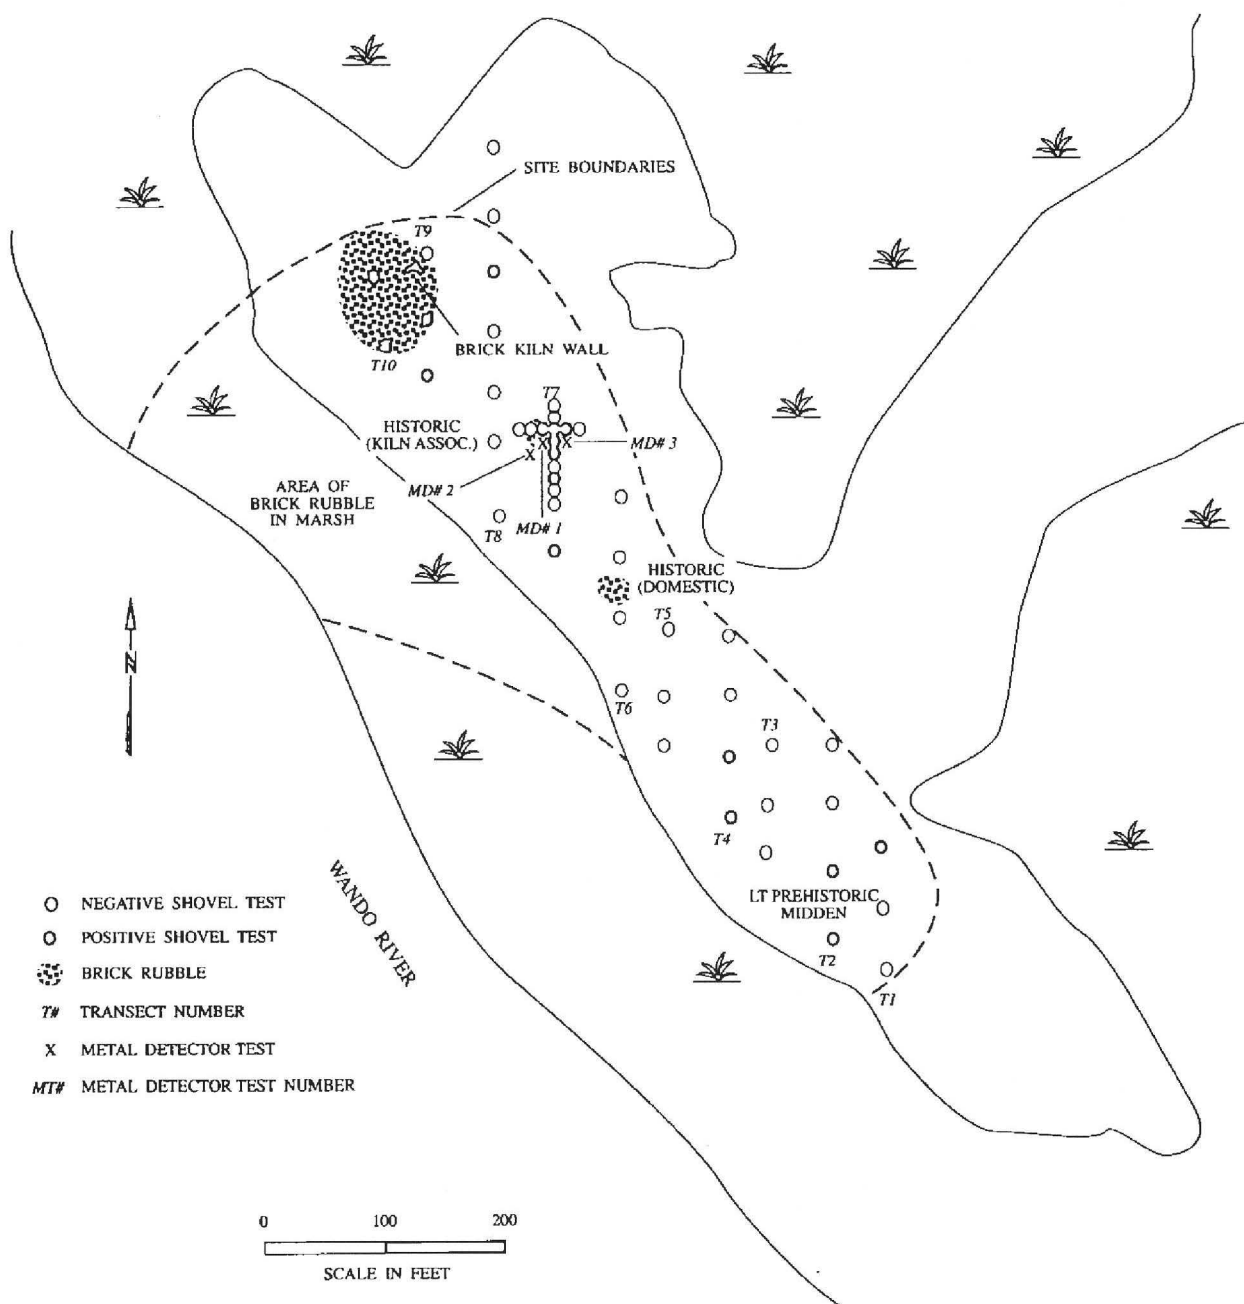 SITE BOUNDARIES
T9
BRICK KILN WALL
T10
T7
HISTORIC
(KILN ASSOC.)
MD# 3
MD# 2
AREA OF
BRICK RUBBLE
IN MARSH
MD# 1
T8
HISTORIC
(DOMESTIC)
T5
N
T6
T3
T4
LT PREHISTORIC
MIDDEN
T2
T1
WANDO RIVER
NEGATIVE SHOVEL TEST
POSITIVE SHOVEL TEST
BRICK RUBBLE
T# TRANSECT NUMBER
X METAL DETECTOR TEST
MT# METAL DETECTOR TEST NUMBER
0 100 200
SCALE IN FEET